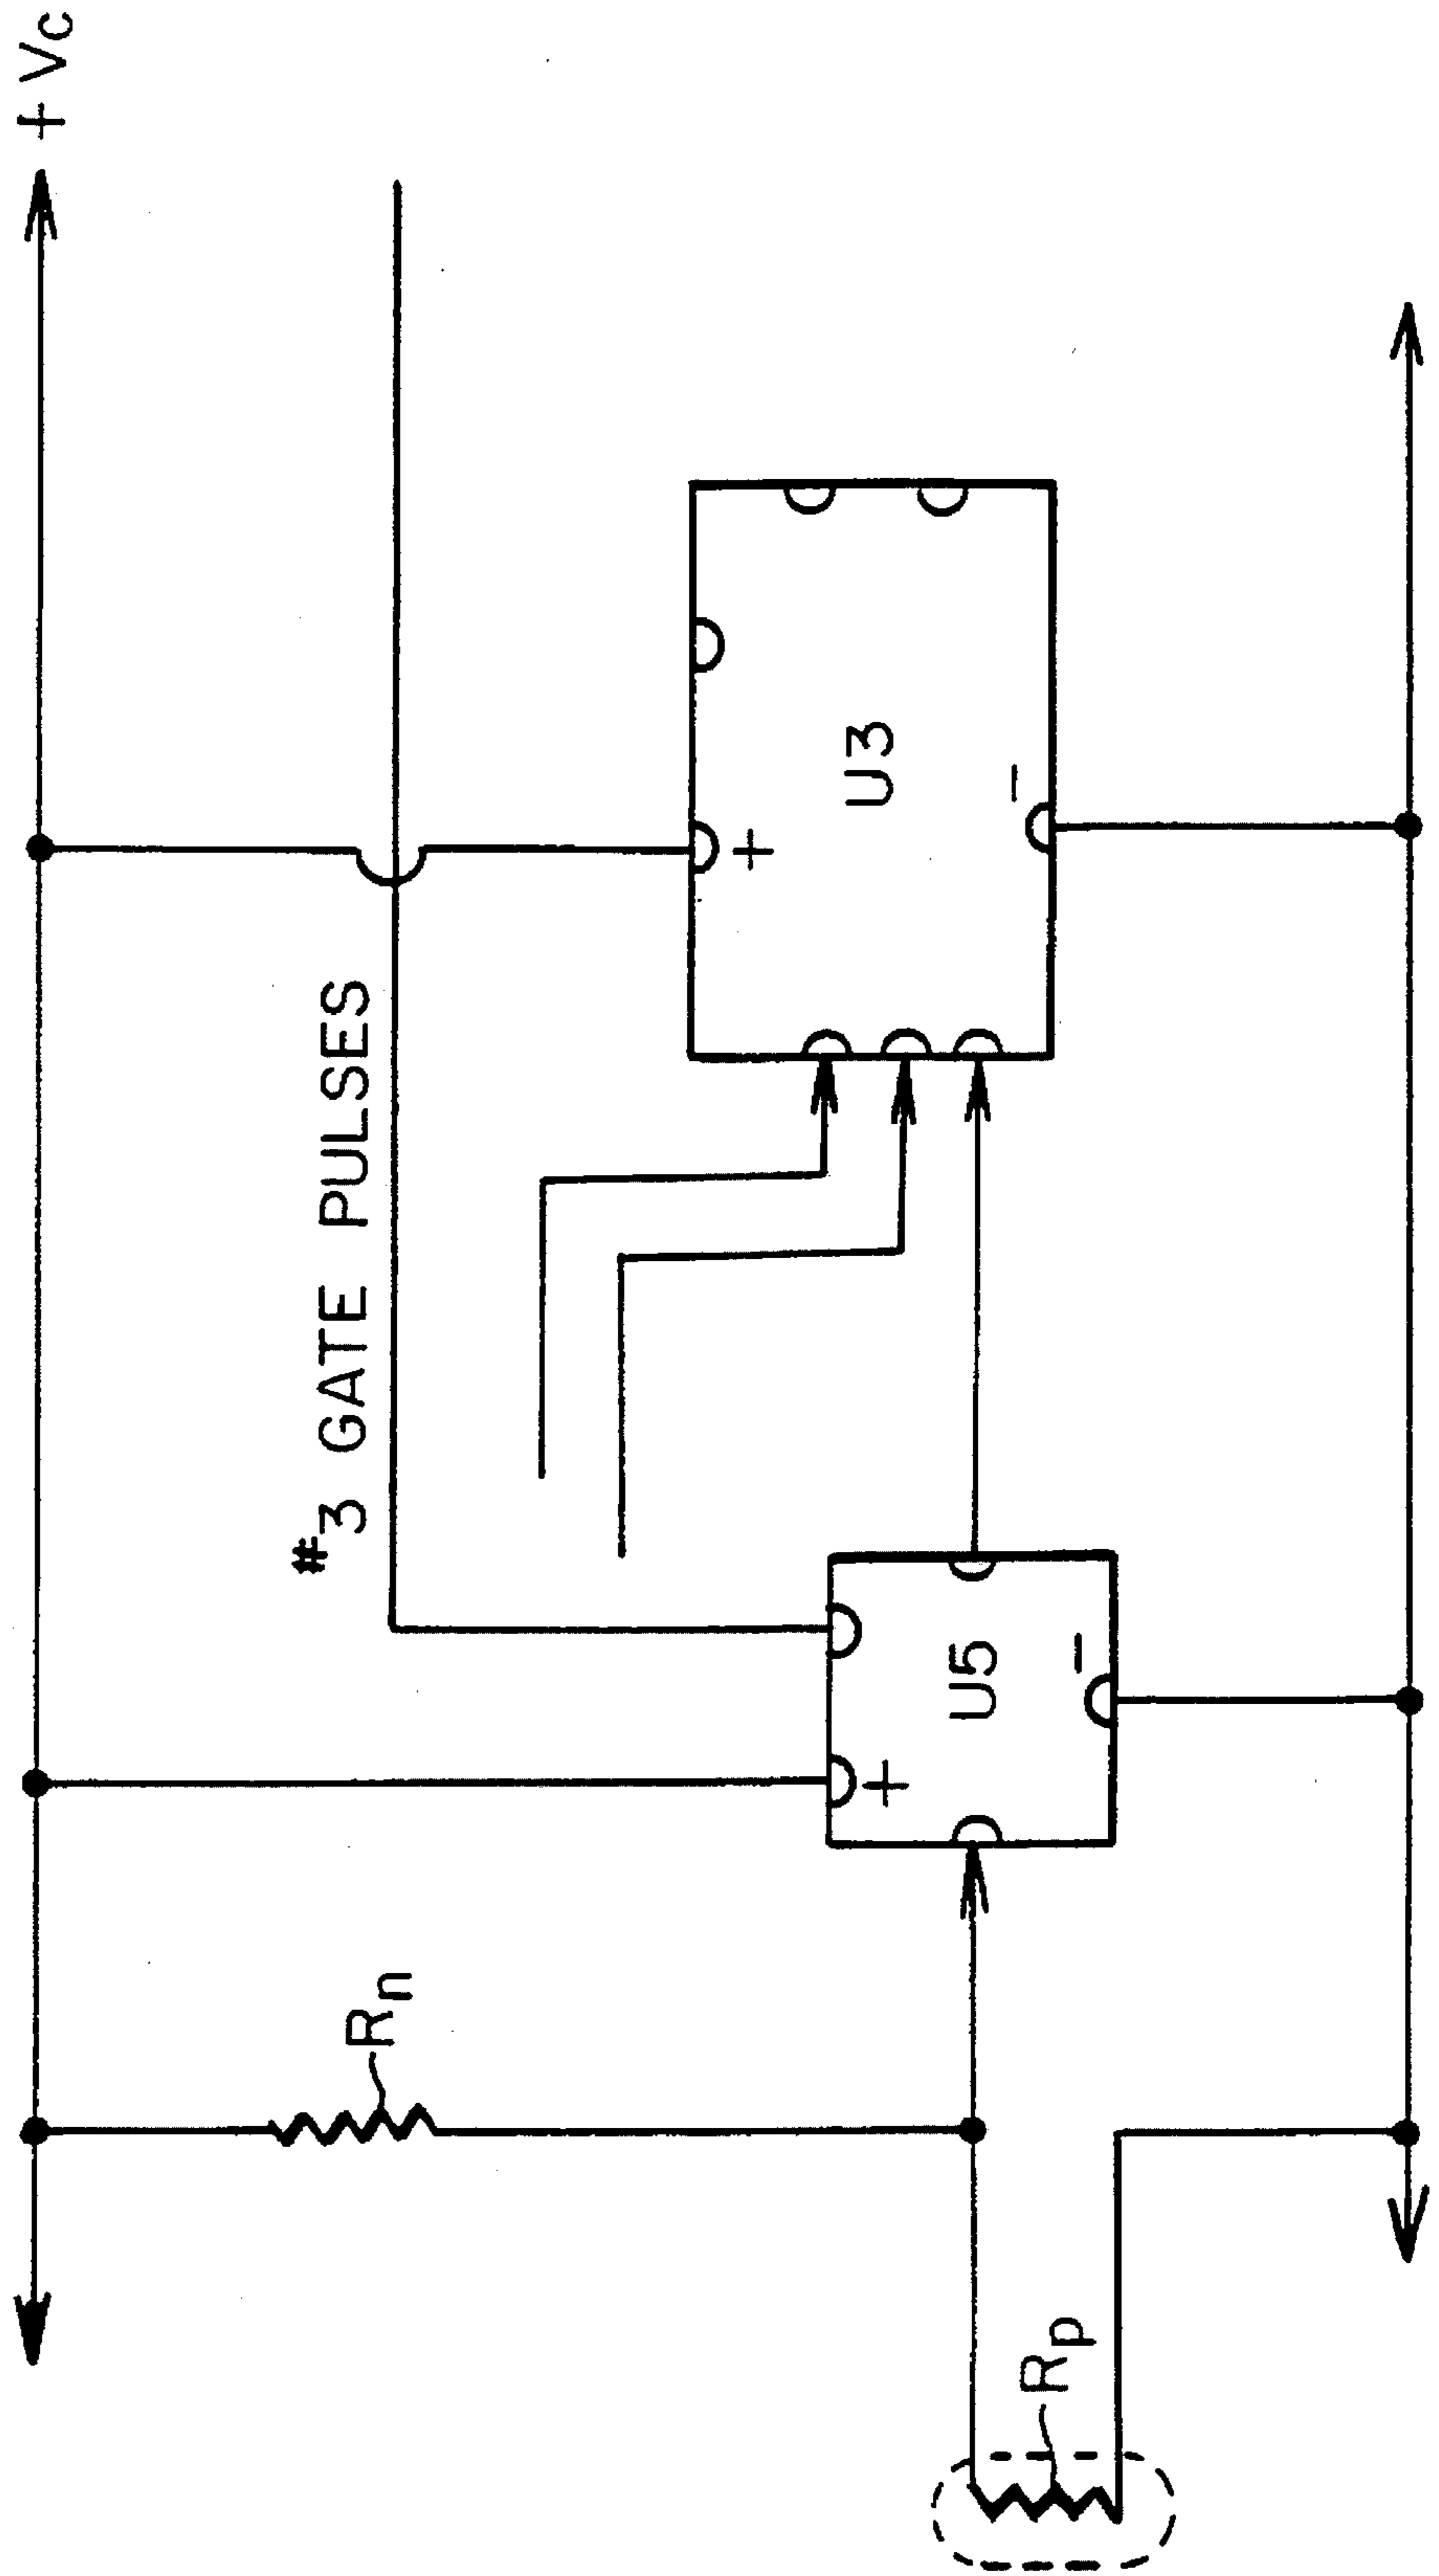 + Vc
#3 GATE PULSES
+
U3
-
+
U5
-
Rn
Rp